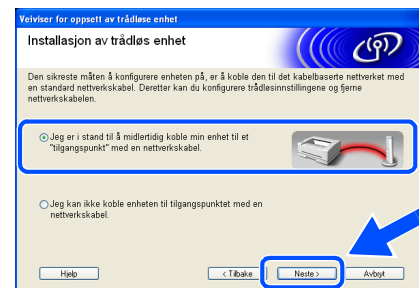 Veiviser for oppsett av trådløse enhet
Installasjon av trådløs enhet
Den sikreste måten å konfigurere enheten på, er å koble den til det kabelbaserte nettverket med
en standard nettverkskabel. Deretter kan du konfigurere trådløsinnstillingene og fjerne
nettverkskabelen.
Jeg er i stand til å midlertidig koble min enhet til et
"tilgangspunkt" med en nettverkskabel.
Jeg kan ikke koble enheten til tilgangspunktet med en
nettverkskabel.
Hjelp
< Tilbake
Neste >
Avbryt